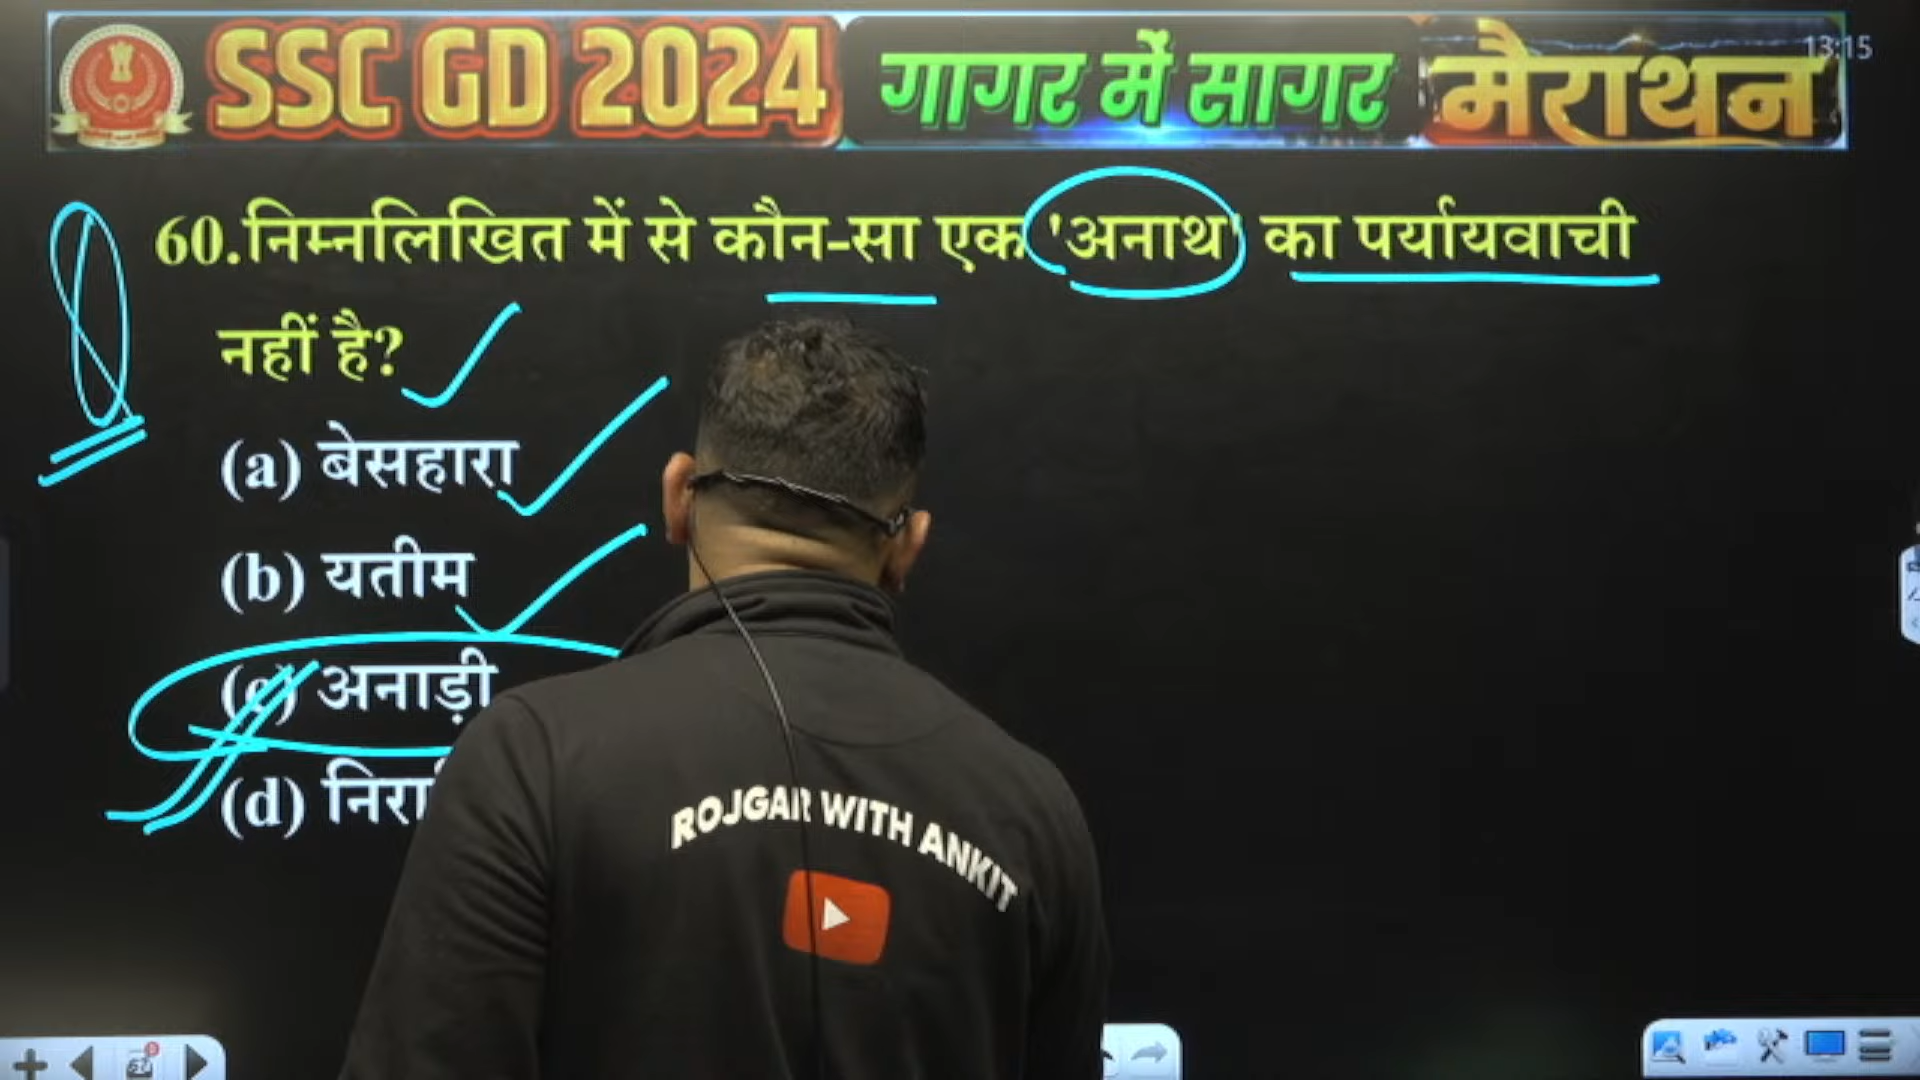 SSC GD 2024 गागर में सागर मैराथन
13:15
60.निम्नलिखित में से कौन-सा एक 'अनाथ' का पर्यायवाची
नहीं है?
(a) बेसहारा
(b) यतीम
(c) अनाड़ी
(d)
ROJGAR WITH ANKIT